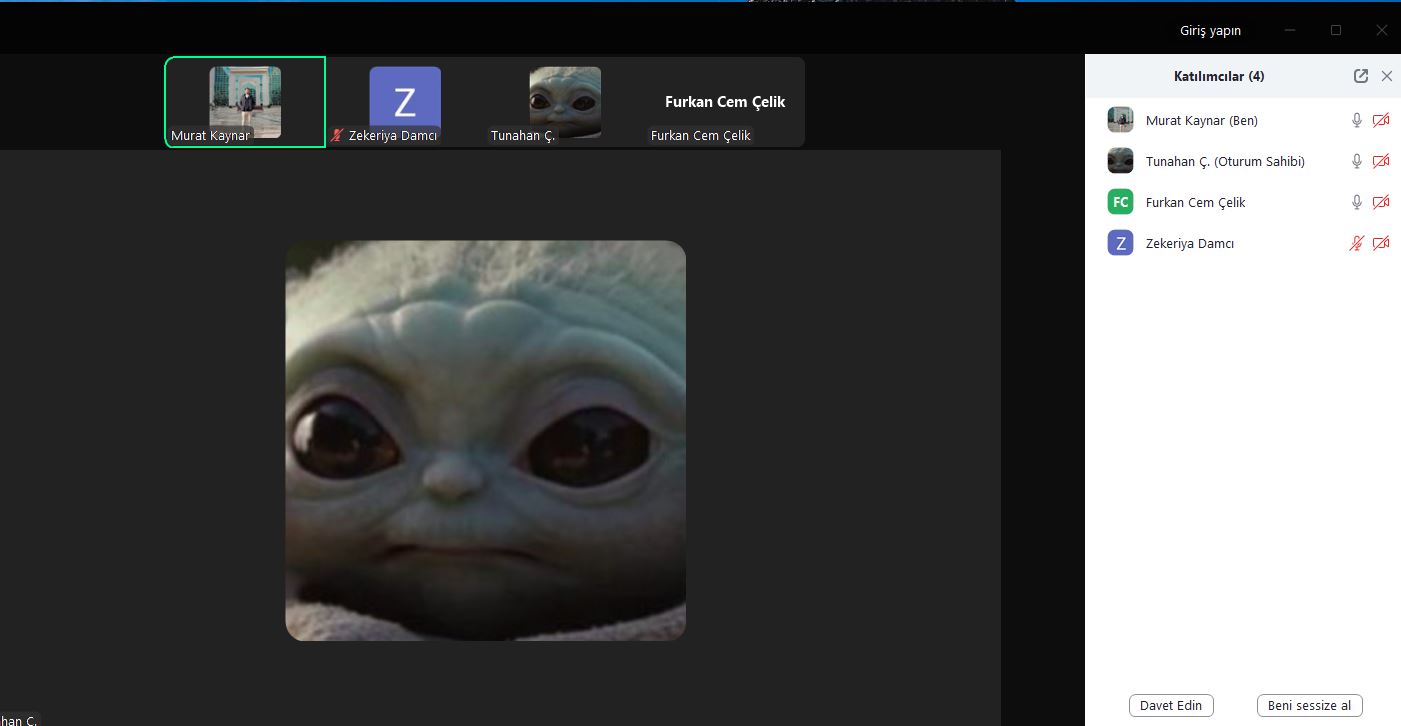 Giriş yapın
Z
Furkan Cem Çelik
Murat Kaynar
Zekeriya Damcı
Tunahan Ç.
Furkan Cem Çelik
Katılımcılar (4)
Murat Kaynar (Ben)
Tunahan Ç. (Oturum Sahibi)
FC Furkan Cem Çelik
Z Zekeriya Damcı
han Ç.
Davet Edin
Beni sessize al